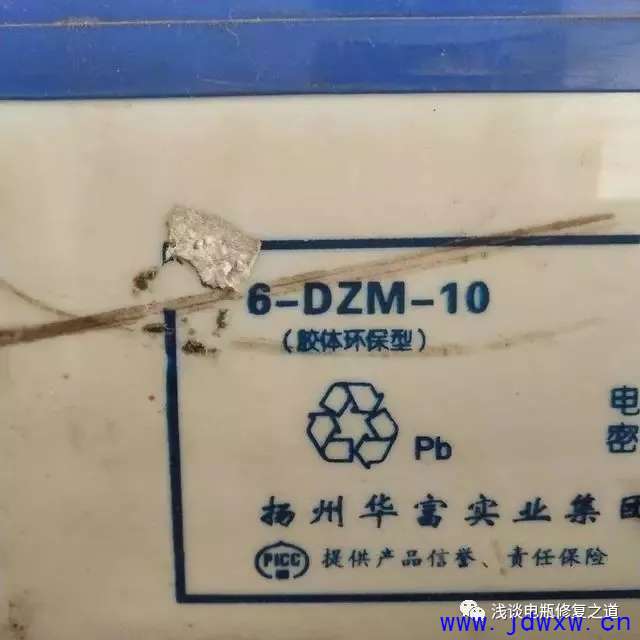 6-DZM-10
（胶体环保型）
Pb
电
密
扬州华富实业集团
PICC 提供产品信誉、责任保险
浅谈电瓶修复之道
www.jdwxw.cn